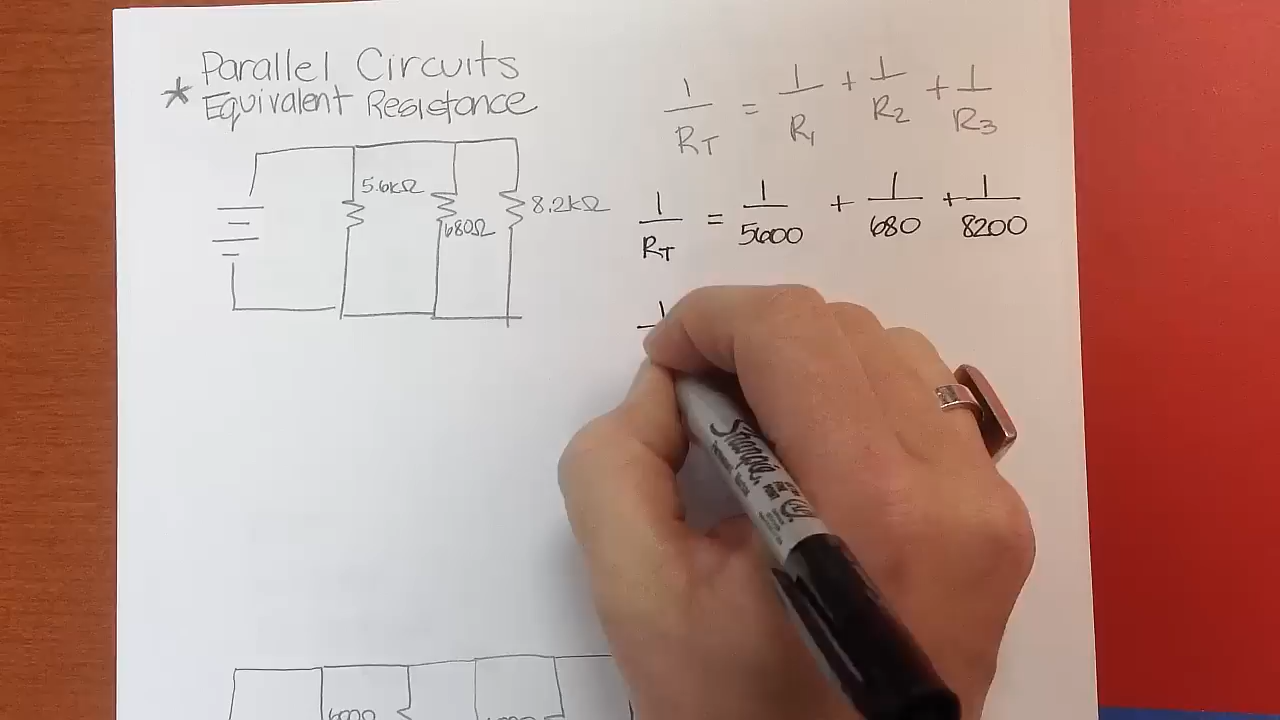 Parallel Circuits
* Equivalent Resistance
1/RT = 1/R1 + 1/R2 + 1/R3
5.6kΩ
680Ω
8.2kΩ
1/RT = 1/5600 + 1/680 + 1/8200
1
Sharpie